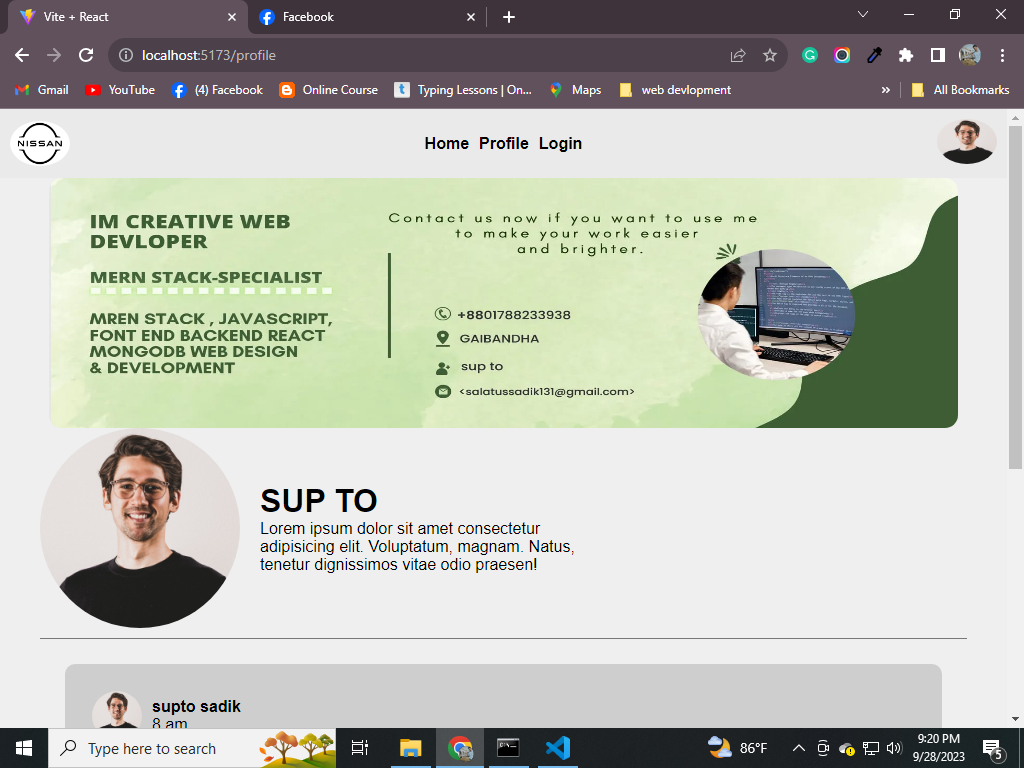 Vite + React
Facebook
localhost:5173/profile
Gmail
YouTube
(4) Facebook
Online Course
Typing Lessons | On...
Maps
web devlopment
»
All Bookmarks
NISSAN
Home Profile Login
IM CREATIVE WEB
DEVLOPER
MERN STACK-SPECIALIST
MREN STACK , JAVASCRIPT,
FONT END BACKEND REACT
MONGODB WEB DESIGN
& DEVELOPMENT
Contact us now if you want to use me
to make your work easier
and brighter.
+8801788233938
GAIBANDHA
sup to
<salatussadik131@gmail.com>
SUP TO
Lorem ipsum dolor sit amet consectetur
adipisicing elit. Voluptatum, magnam. Natus,
tenetur dignissimos vitae odio praesen!
supto sadik
8 am
Type here to search
86°F
9:20 PM
9/28/2023
5